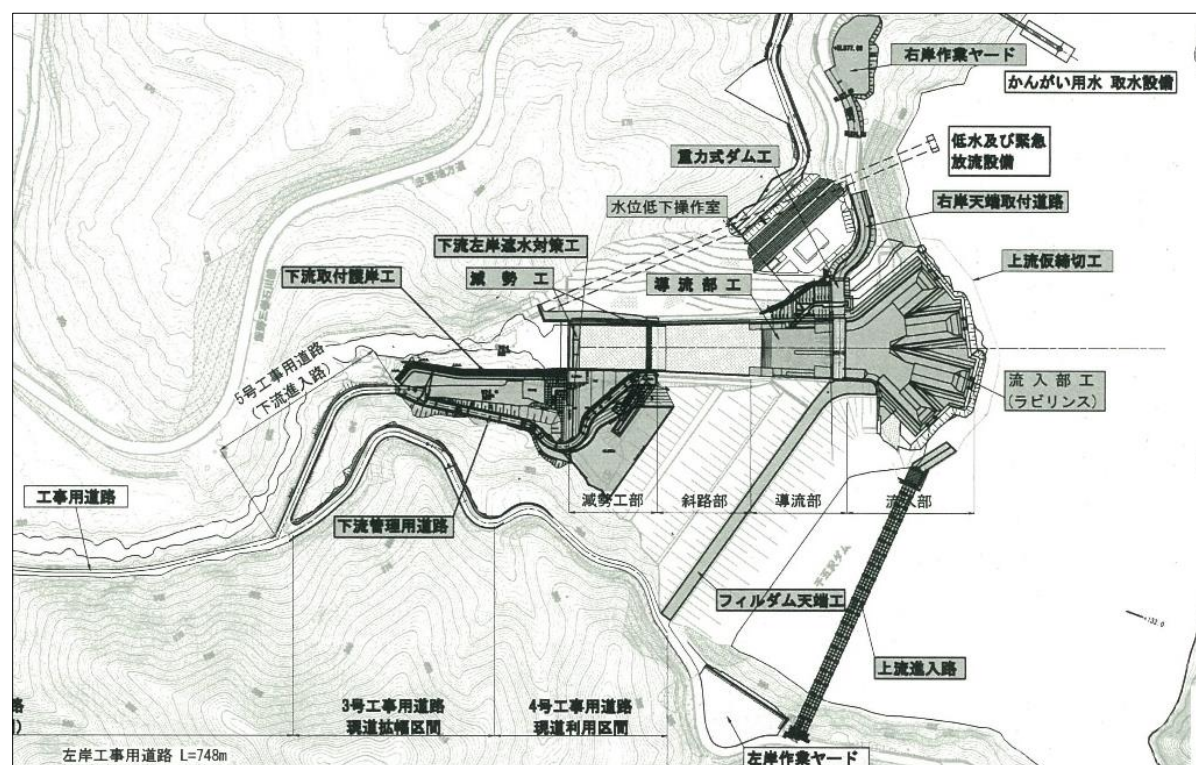 右岸作業ヤード
かんがい用水 取水設備
重力式ダム工
低水及び緊急
放流設備
水位低下操作室
右岸天端取付道路
下流左岸遮水対策工
上流仮締切工
下流取付護岸工
減勢工
導流部工
5号工事用道路
(下流進入路)
流入部工
(ラビリンス)
工事用道路
減勢工部
斜路部
導流部
流入部
下流管理用道路
フィルダム天端工
上流進入路
3号工事用道路
現道拡幅区間
4号工事用道路
現道利用区間
左岸工事用道路 L=748m
左岸作業ヤード